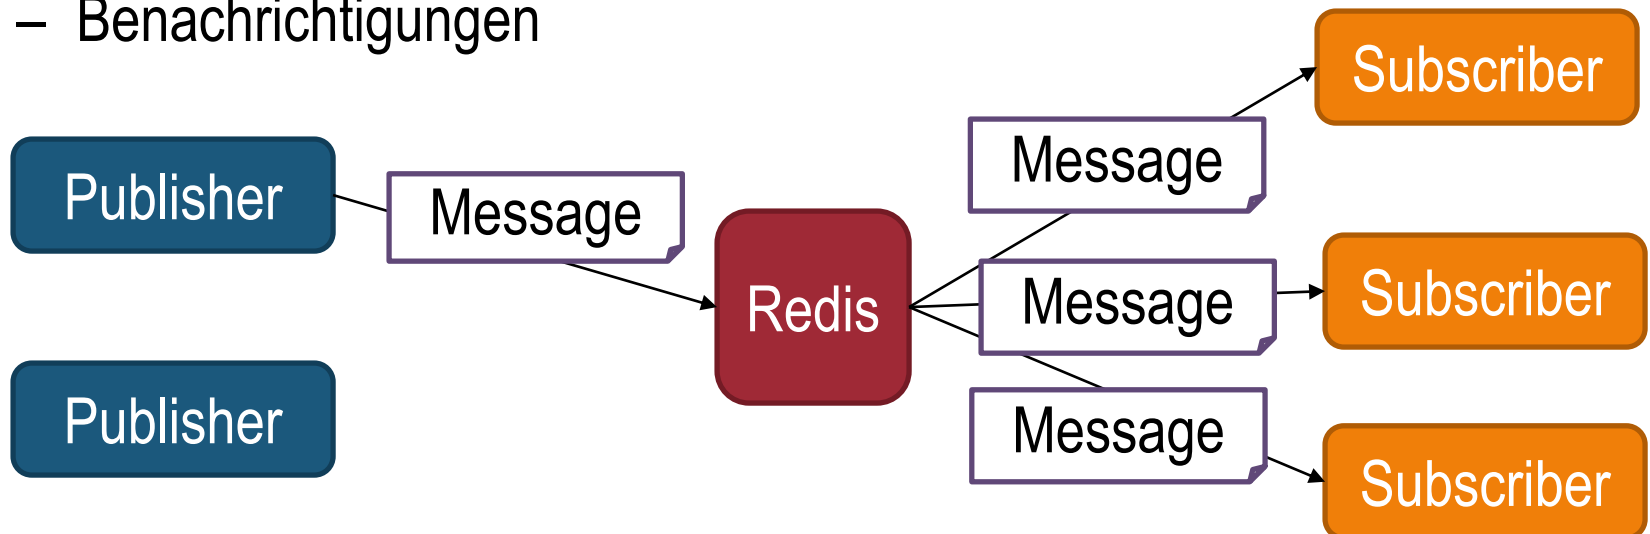 – Benachrichtigungen
Subscriber
Message
Publisher
Message
Redis
Message
Subscriber
Publisher
Message
Subscriber